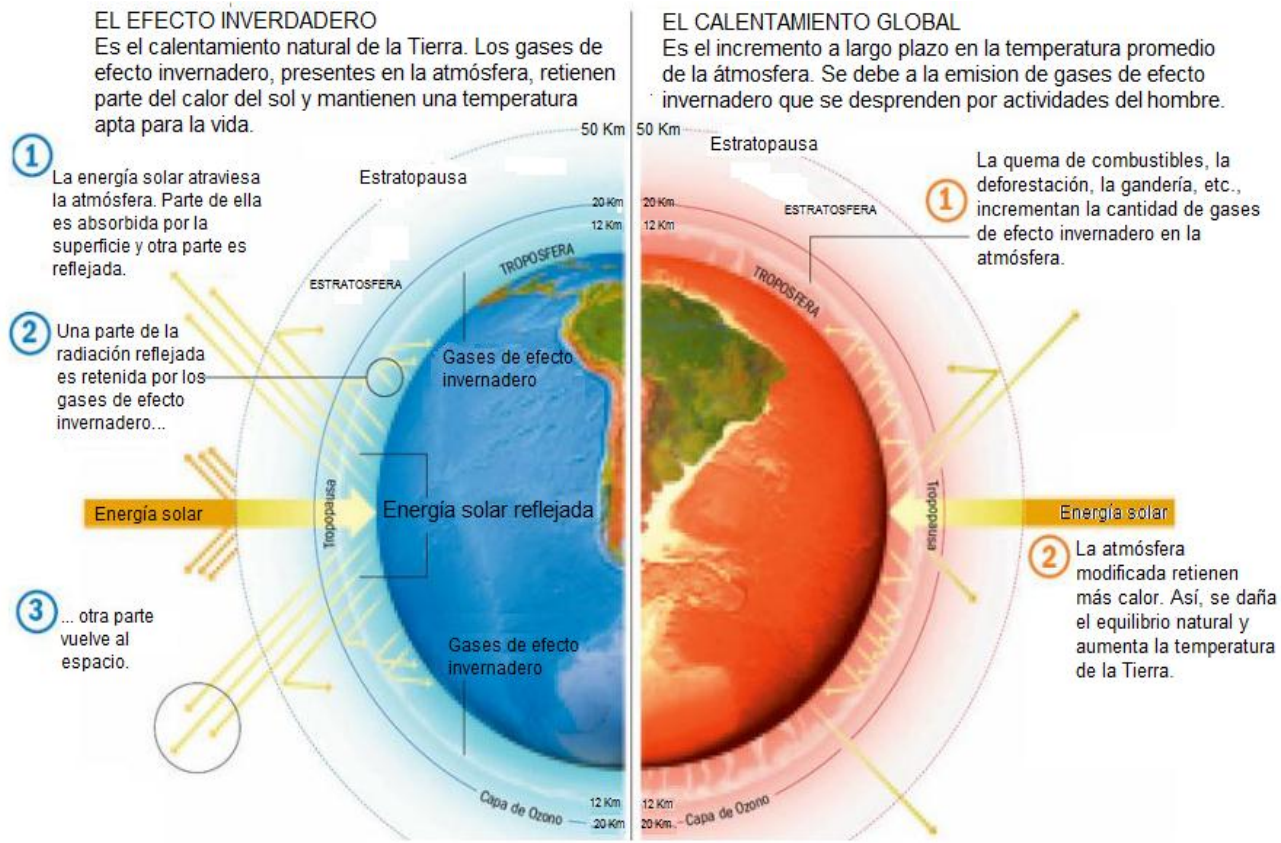 EL EFECTO INVERDADERO
Es el calentamiento natural de la Tierra. Los gases de
efecto invernadero, presentes en la atmósfera, retienen
parte del calor del sol y mantienen una temperatura
apta para la vida.
50 Km
Estratopausa
1
La energía solar atraviesa
la atmósfera. Parte de ella
es absorbida por la
superficie y otra parte es
reflejada.
20 Km
12 Km
TROPOSFERA
ESTRATOSFERA
2
Una parte de la
radiación reflejada
es retenida por los
gases de efecto
invernadero...
Gases de efecto
invernadero
Energía solar
Tropopausa
Energía solar reflejada
3
... otra parte
vuelve al
espacio.
Gases de efecto
invernadero
Capa de Ozono
12 Km
20 Km
EL CALENTAMIENTO GLOBAL
Es el incremento a largo plazo en la temperatura promedio
de la átmosfera. Se debe a la emision de gases de efecto
invernadero que se desprenden por actividades del hombre.
50 Km
Estratopausa
20 Km
ESTRATOSFERA
12 Km
TROPOSFERA
1
La quema de combustibles, la
deforestación, la gandería, etc.,
incrementan la cantidad de gases
de efecto invernadero en la
atmósfera.
Tropopausa
Energía solar
2
La atmósfera
modificada retienen
más calor. Así, se daña
el equilibrio natural y
aumenta la temperatura
de la Tierra.
12 Km
20 Km
Capa de Ozono